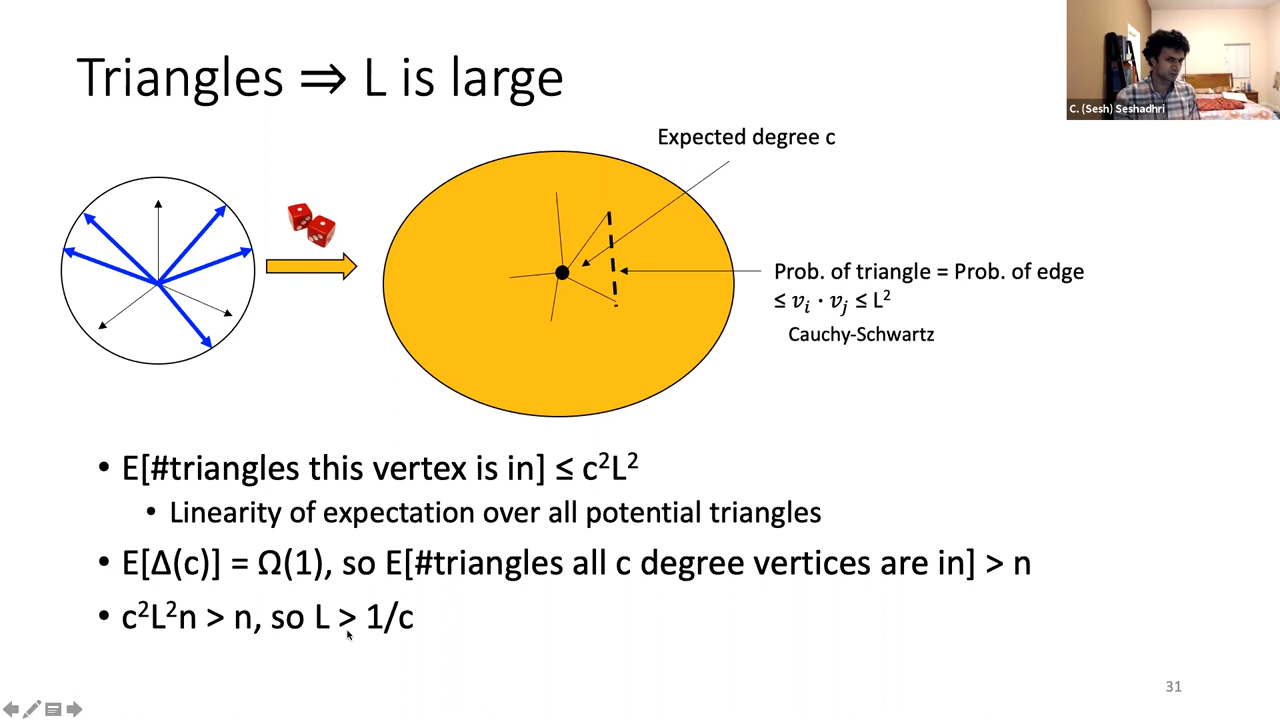 Triangles ⇒ L is large
C. (Sesh) Seshadhri
Expected degree c
Prob. of triangle = Prob. of edge
≤ 𝑣ᵢ · 𝑣ⱼ ≤ L²
Cauchy-Schwartz
• E[#triangles this vertex is in] ≤ c²L²
• Linearity of expectation over all potential triangles
• E[Δ(c)] = Ω(1), so E[#triangles all c degree vertices are in] > n
• c²L²n > n, so L > 1/c
31